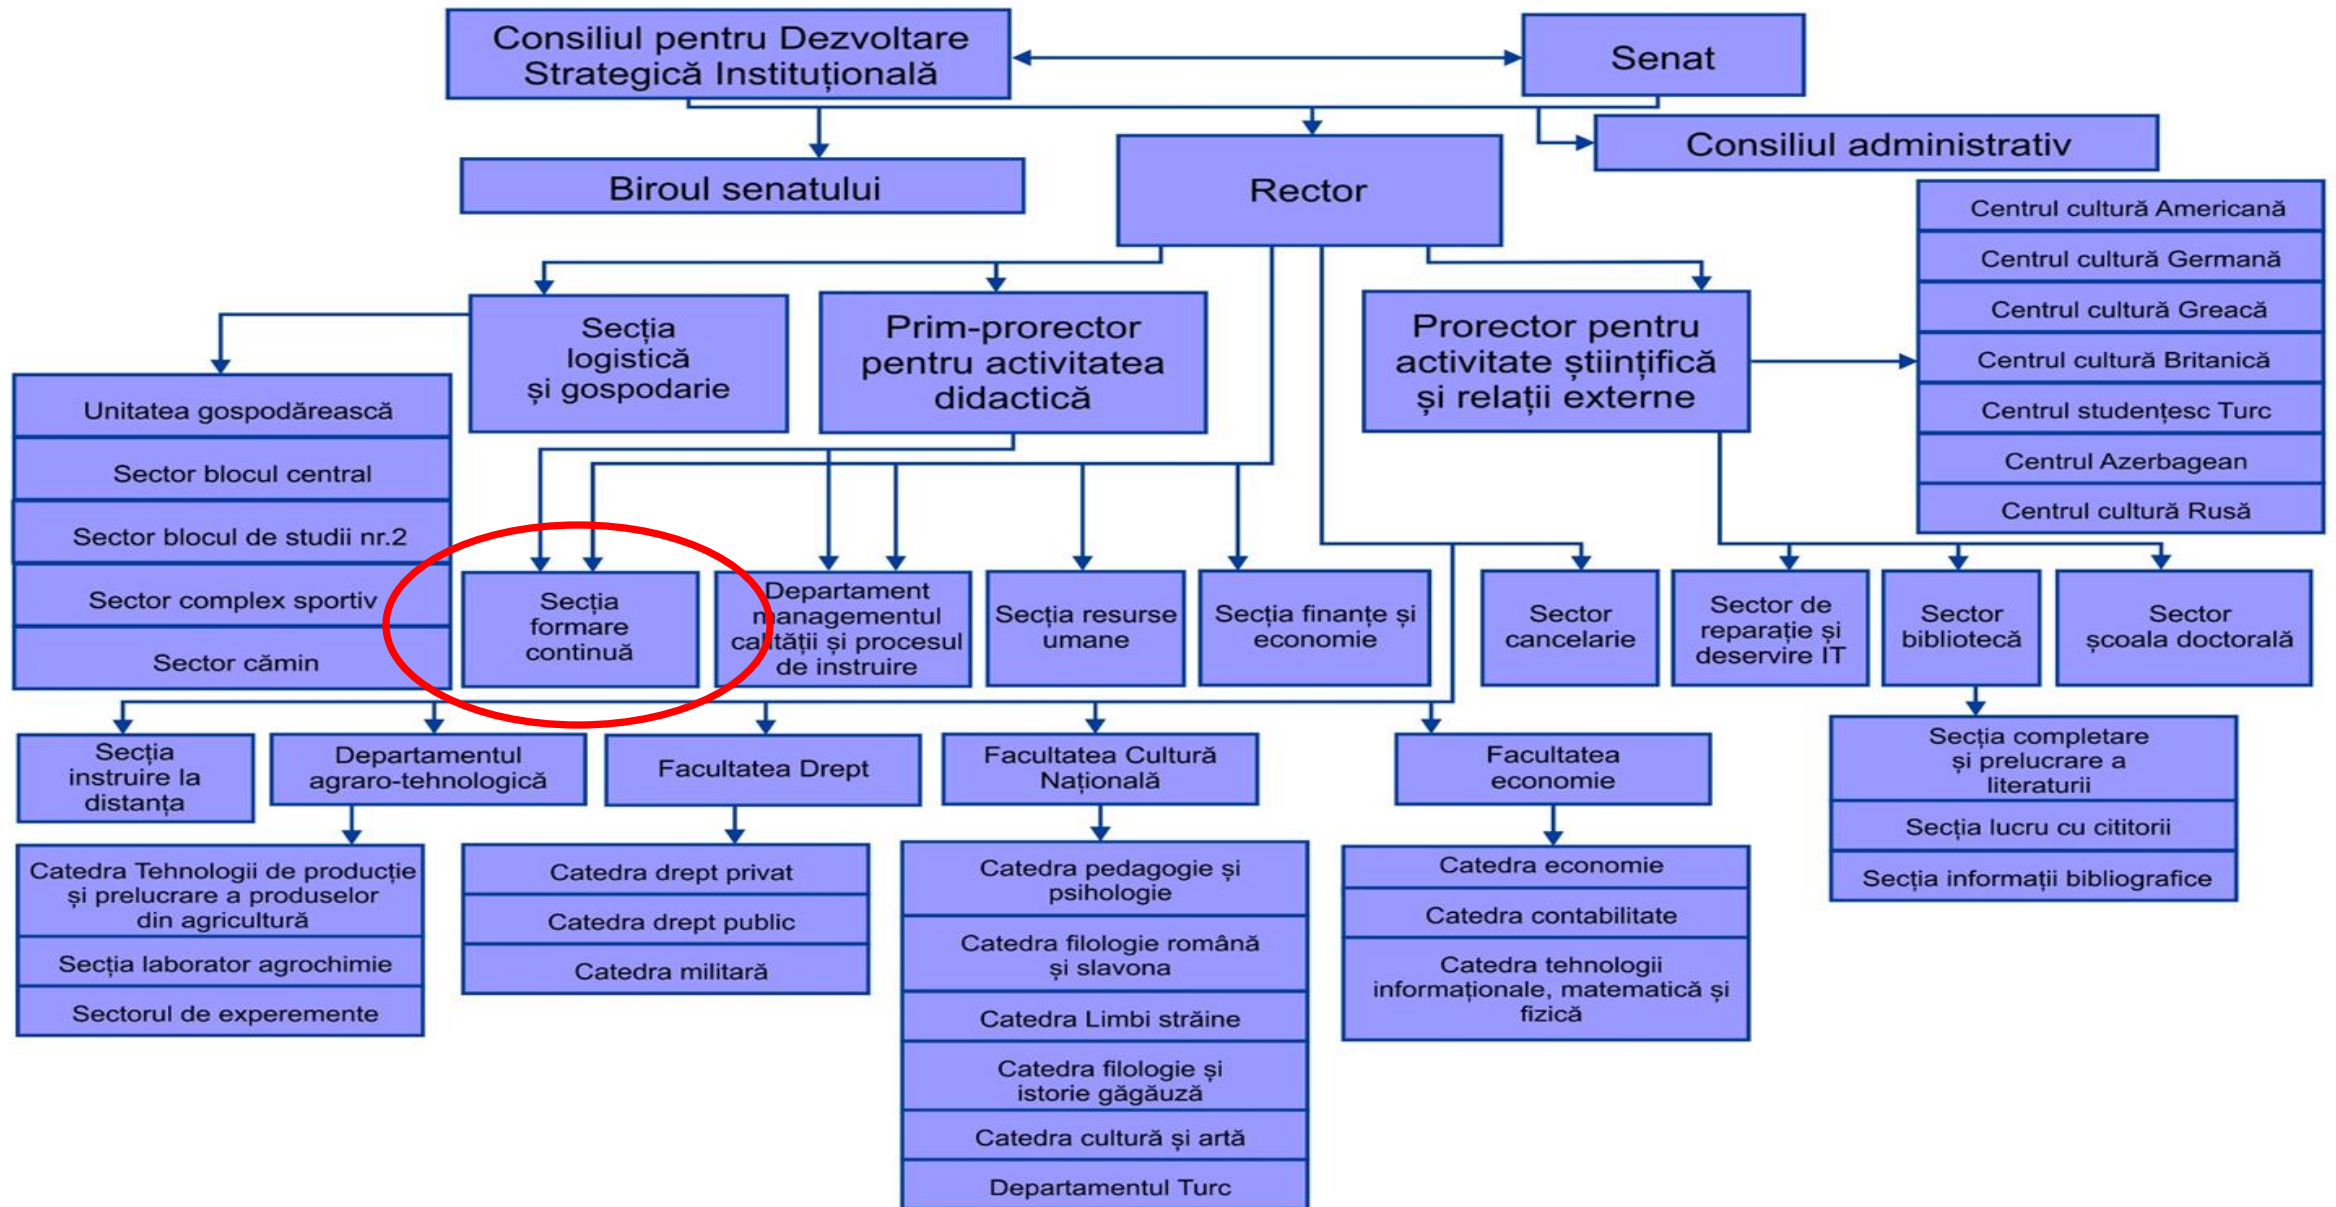 Consiliul pentru Dezvoltare
Strategică Instituțională
Senat
Consiliul administrativ
Biroul senatului
Rector
Centrul cultură Americană
Centrul cultură Germană
Centrul cultură Greacă
Centrul cultură Britanică
Centrul studențesc Turc
Centrul Azerbagean
Centrul cultură Rusă
Secția
logistică
și gospodarie
Prim-prorector
pentru activitatea
didactică
Prorector pentru
activitate științifică
și relații externe
Unitatea gospodărească
Sector blocul central
Sector blocul de studii nr.2
Sector complex sportiv
Sector cămin
Secția
formare
continuă
Departament
managementul
calității și procesul
de instruire
Secția resurse
umane
Secția finanțe și
economie
Sector
cancelarie
Sector de
reparație și
deservire IT
Sector
bibliotecă
Sector
școala doctorală
Secția
instruire la
distanța
Departamentul
agraro-tehnologică
Facultatea Drept
Facultatea Cultură
Națională
Facultatea
economie
Secția completare
și prelucrare a
literaturii
Secția lucru cu cititorii
Secția informații bibliografice
Catedra Tehnologii de producție
și prelucrare a produselor
din agricultură
Secția laborator agrochimie
Sectorul de experemente
Catedra drept privat
Catedra drept public
Catedra militară
Catedra pedagogie și
psihologie
Catedra filologie română
și slavona
Catedra Limbi străine
Catedra filologie și
istorie găgăuză
Catedra cultură și artă
Departamentul Turc
Catedra economie
Catedra contabilitate
Catedra tehnologii
informaționale, matematică și
fizică